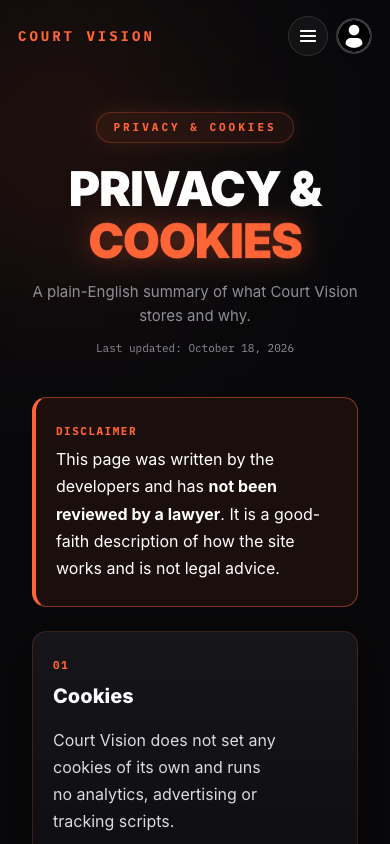 COURT VISION
PRIVACY & COOKIES
PRIVACY &
COOKIES
A plain-English summary of what Court Vision
stores and why.
Last updated: October 18, 2026
DISCLAIMER
This page was written by the
developers and has not been
reviewed by a lawyer. It is a good-
faith description of how the site
works and is not legal advice.
01
Cookies
Court Vision does not set any
cookies of its own and runs
no analytics, advertising or
tracking scripts.